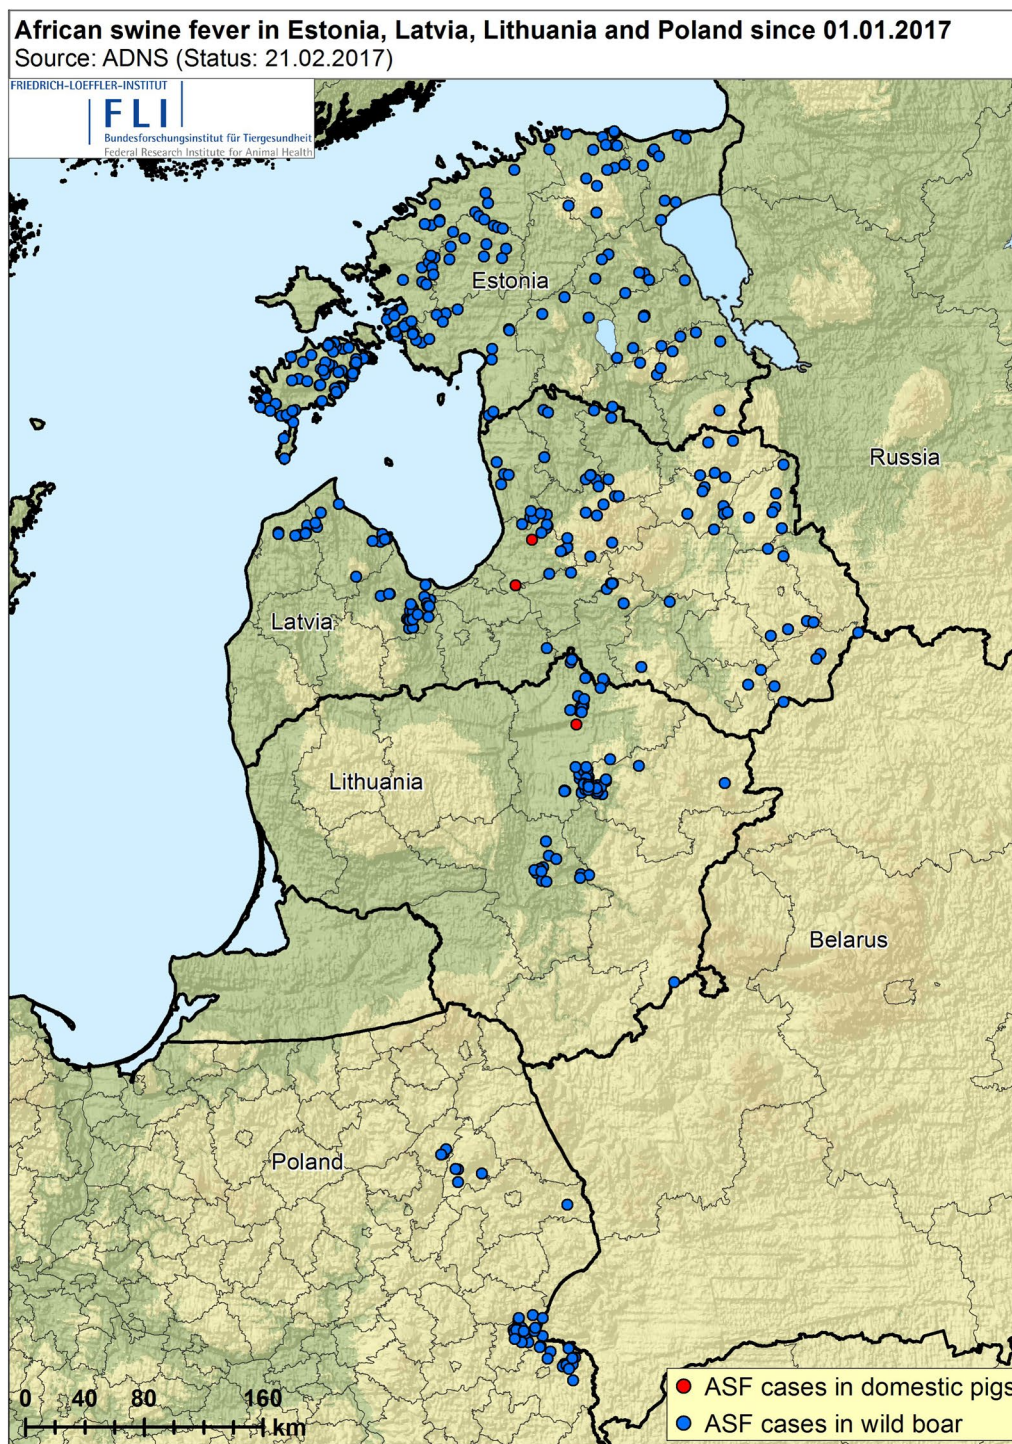 African swine fever in Estonia, Latvia, Lithuania and Poland since 01.01.2017
Source: ADNS (Status: 21.02.2017)
FRIEDRICH-LOEFFLER-INSTITUT
FLI
Bundesforschungsinstitut für Tiergesundheit
Federal Research Institute for Animal Health
Estonia
Russia
Latvia
Lithuania
Belarus
Poland
0 40 80 160
km
ASF cases in domestic pigs
ASF cases in wild boar